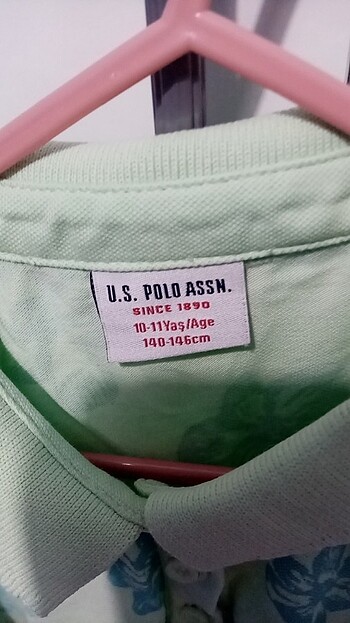 U.S. POLO ASSN.
SINCE 1890
10-11Yaş/Age
140-146cm